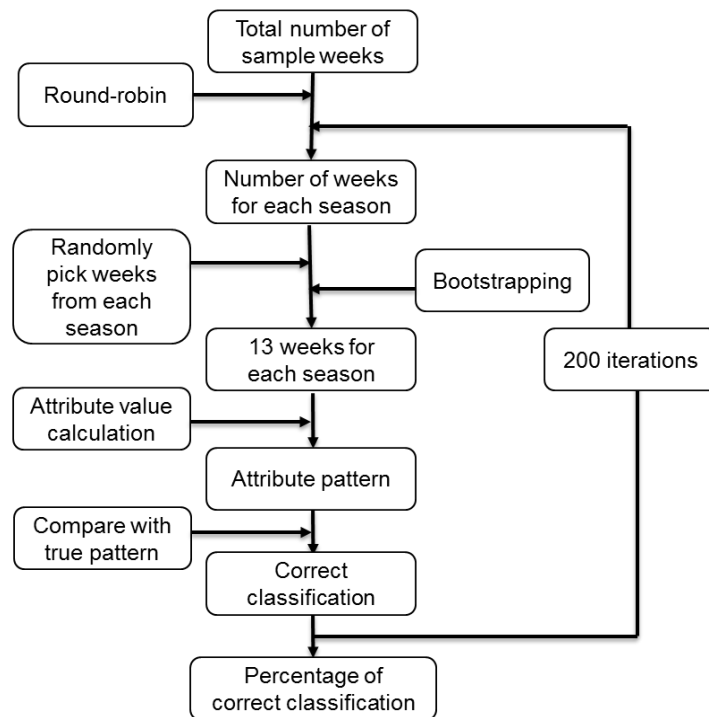 Total number of
sample weeks
Round-robin
Number of weeks
for each season
Randomly
pick weeks
from each
season
Bootstrapping
13 weeks for
each season
200 iterations
Attribute value
calculation
Attribute pattern
Compare with
true pattern
Correct
classification
Percentage of
correct classification